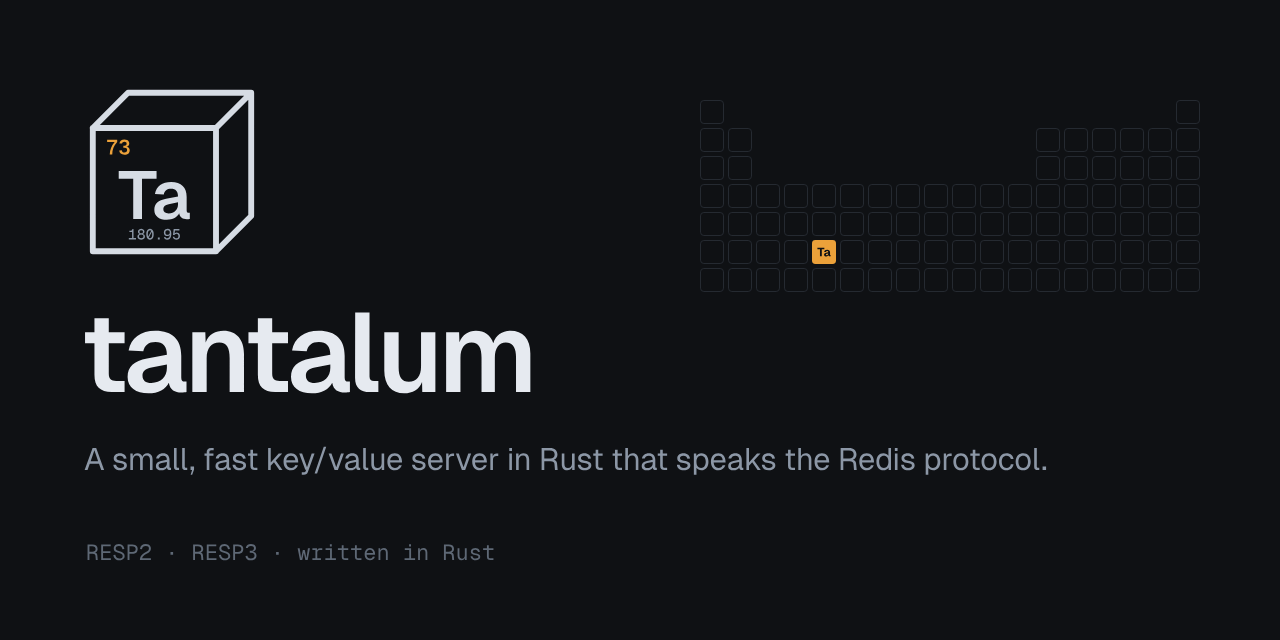 73
Ta
180.95
Ta
tantalum
A small, fast key/value server in Rust that speaks the Redis protocol.
RESP2 · RESP3 · written in Rust